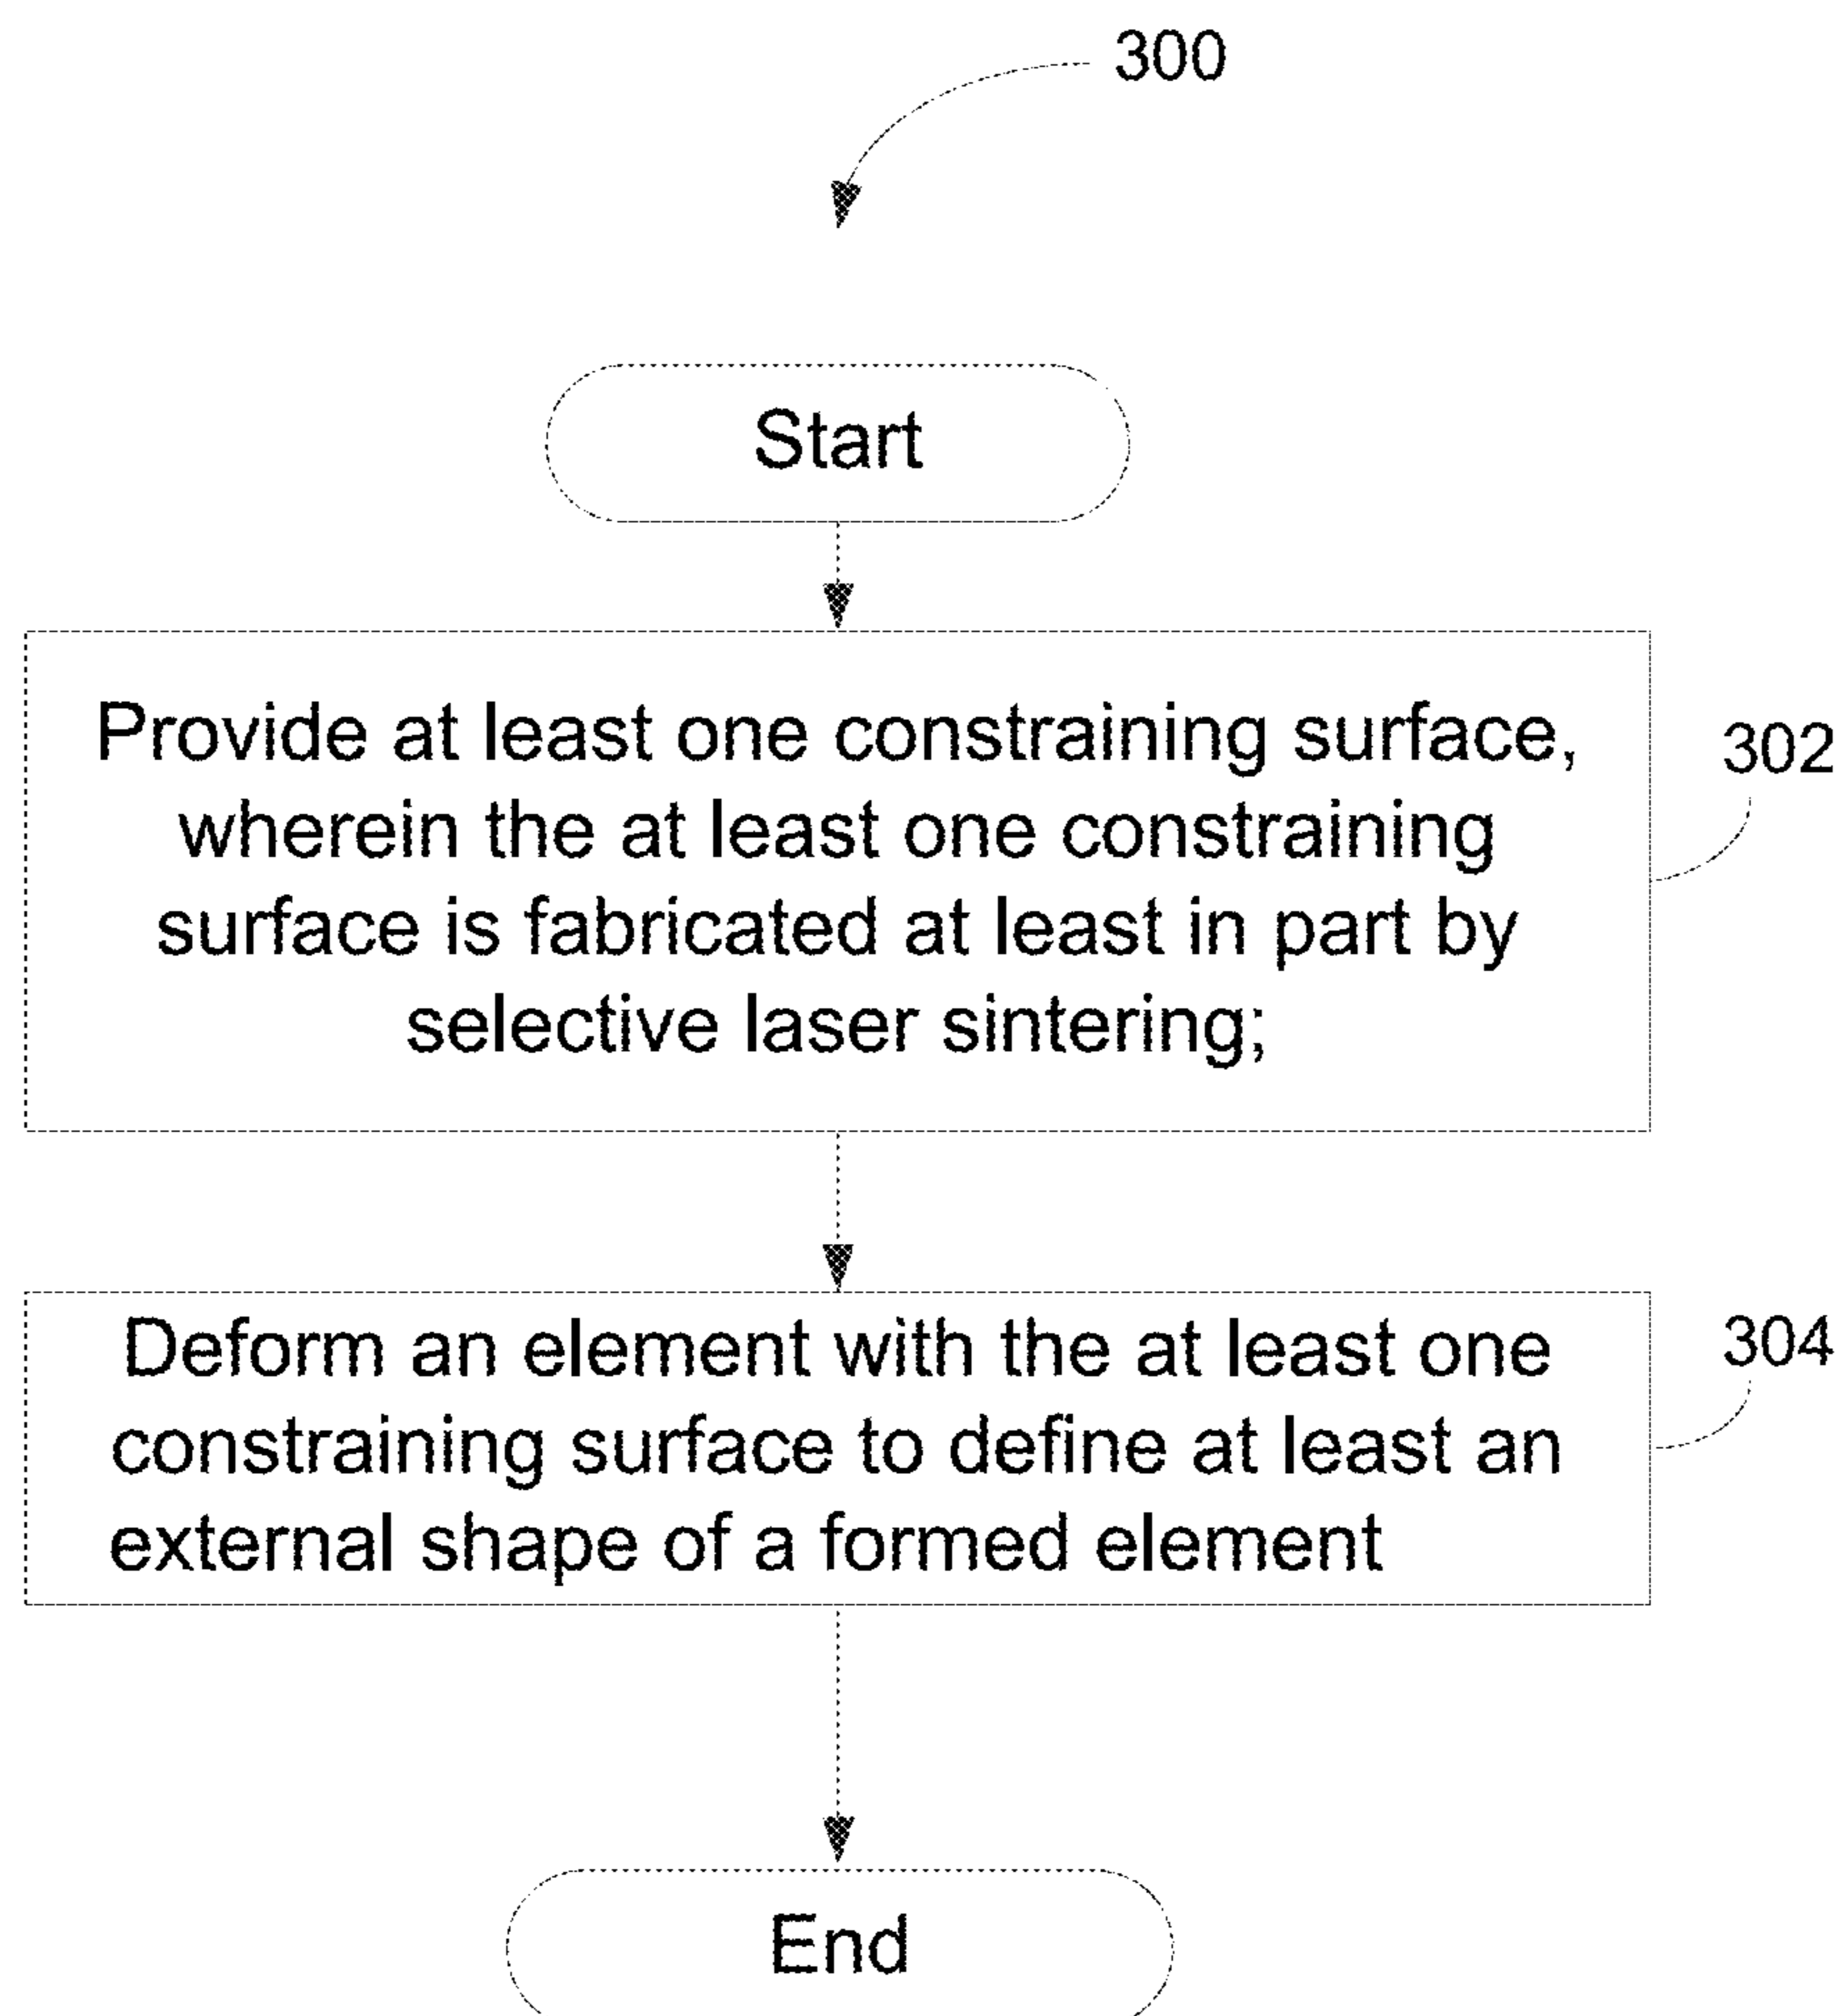 300
Start
Provide at least one constraining surface,
wherein the at least one constraining
surface is fabricated at least in part by
selective laser sintering;
302
Deform an element with the at least one
constraining surface to define at least an
external shape of a formed element
304
End